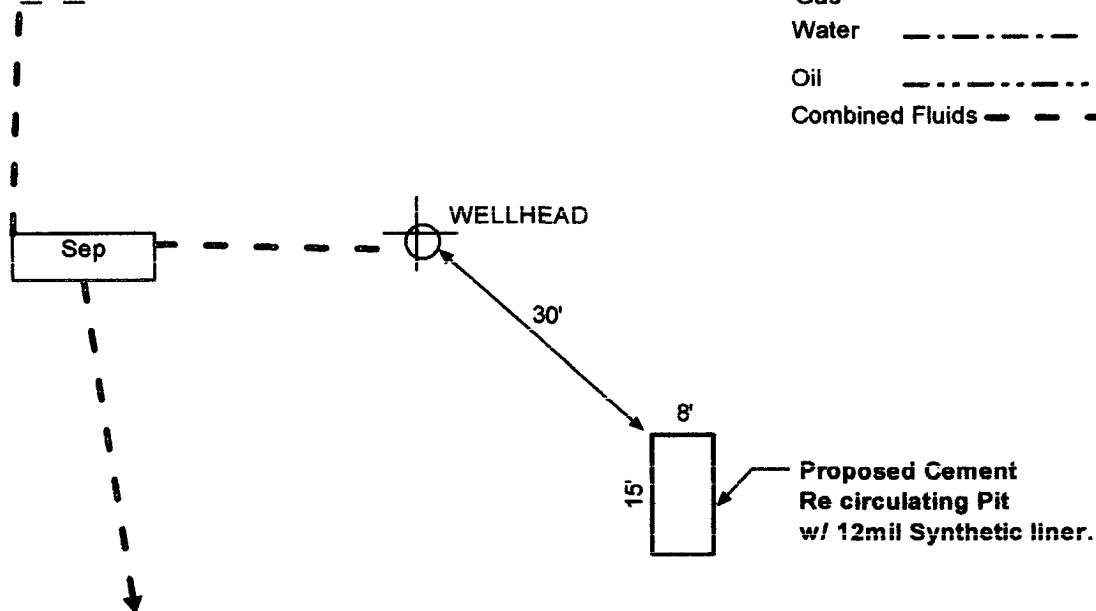 Water
Oil
Combined Fluids
WELLHEAD
Sep
30'
8'
15'
Proposed Cement
Re circulating Pit
w/ 12mil Synthetic liner.